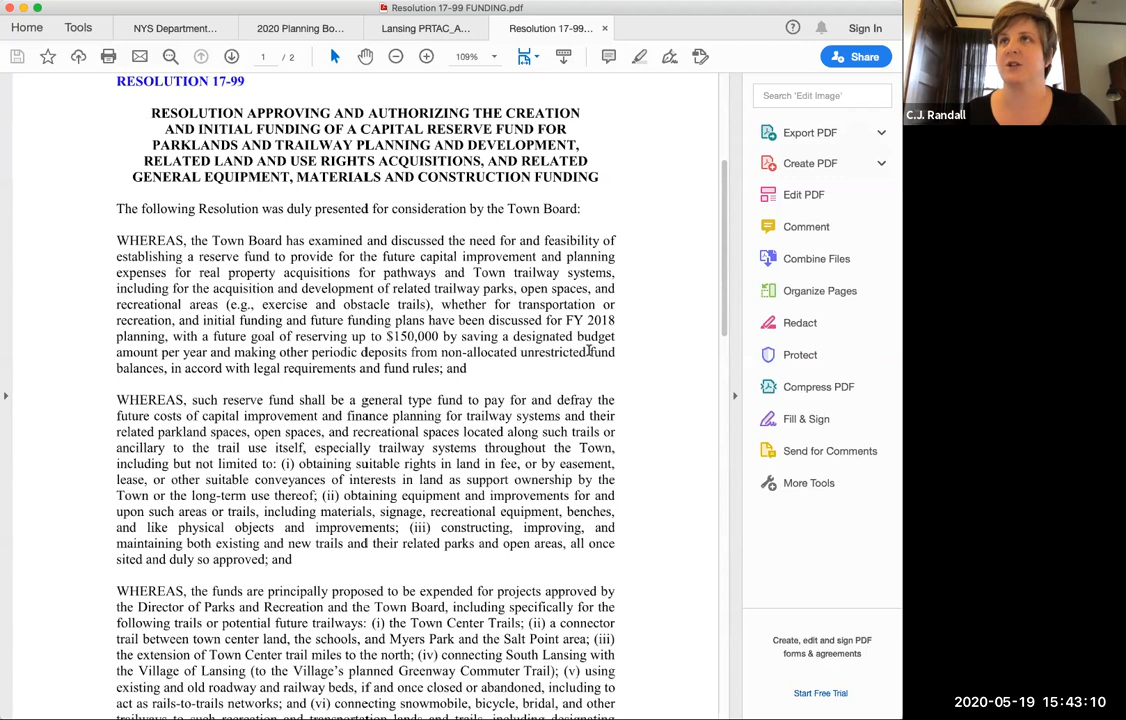 Resolution 17-99 FUNDING.pdf
Home
Tools
NYS Department...
2020 Planning Bo...
Lansing PRTAC_A...
Resolution 17-99... ×
Sign In
1 / 2
109%
Share
RESOLUTION 17-99
RESOLUTION APPROVING AND AUTHORIZING THE CREATION
AND INITIAL FUNDING OF A CAPITAL RESERVE FUND FOR
PARKLANDS AND TRAILWAY PLANNING AND DEVELOPMENT,
RELATED LAND AND USE RIGHTS ACQUISITIONS, AND RELATED
GENERAL EQUIPMENT, MATERIALS AND CONSTRUCTION FUNDING
The following Resolution was duly presented for consideration by the Town Board:
WHEREAS, the Town Board has examined and discussed the need for and feasibility of
establishing a reserve fund to provide for the future capital improvement and planning
expenses for real property acquisitions for pathways and Town trailway systems,
including for the acquisition and development of related trailway parks, open spaces, and
recreational areas (e.g., exercise and obstacle trails), whether for transportation or
recreation, and initial funding and future funding plans have been discussed for FY 2018
planning, with a future goal of reserving up to $150,000 by saving a designated budget
amount per year and making other periodic deposits from non-allocated unrestricted fund
balances, in accord with legal requirements and fund rules; and
WHEREAS, such reserve fund shall be a general type fund to pay for and defray the
future costs of capital improvement and finance planning for trailway systems and their
related parkland spaces, open spaces, and recreational spaces located along such trails or
ancillary to the trail use itself, especially trailway systems throughout the Town,
including but not limited to: (i) obtaining suitable rights in land in fee, or by easement,
lease, or other suitable conveyances of interests in land as support ownership by the
Town or the long-term use thereof; (ii) obtaining equipment and improvements for and
upon such areas or trails, including materials, signage, recreational equipment, benches,
and like physical objects and improvements; (iii) constructing, improving, and
maintaining both existing and new trails and their related parks and open areas, all once
sited and duly so approved; and
WHEREAS, the funds are principally proposed to be expended for projects approved by
the Director of Parks and Recreation and the Town Board, including specifically for the
following trails or potential future trailways: (i) the Town Center Trails; (ii) a connector
trail between town center land, the schools, and Myers Park and the Salt Point area; (iii)
the extension of Town Center trail miles to the north; (iv) connecting South Lansing with
the Village of Lansing (to the Village's planned Greenway Commuter Trail); (v) using
existing and old roadway and railway beds, if and once closed or abandoned, including to
act as rails-to-trails networks; and (vi) connecting snowmobile, bicycle, bridal, and other
trailways to such recreation and transportation lands and trails, including designating
Search 'Edit Image'
Export PDF
Create PDF
Edit PDF
Comment
Combine Files
Organize Pages
Redact
Protect
Compress PDF
Fill & Sign
Send for Comments
More Tools
Create, edit and sign PDF
forms & agreements
Start Free Trial
C.J. Randall
2020-05-19 15:43:10